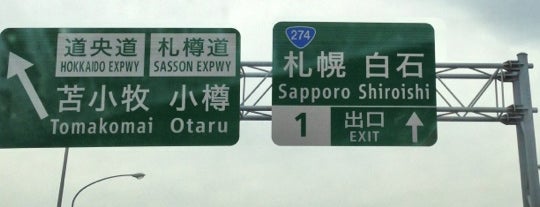 道央道 札樽道
HOKKAIDO EXPWY SASSON EXPWY
苫小牧 小樽
Tomakomai Otaru
274
札幌 白石
Sapporo Shiroishi
1 出口
EXIT